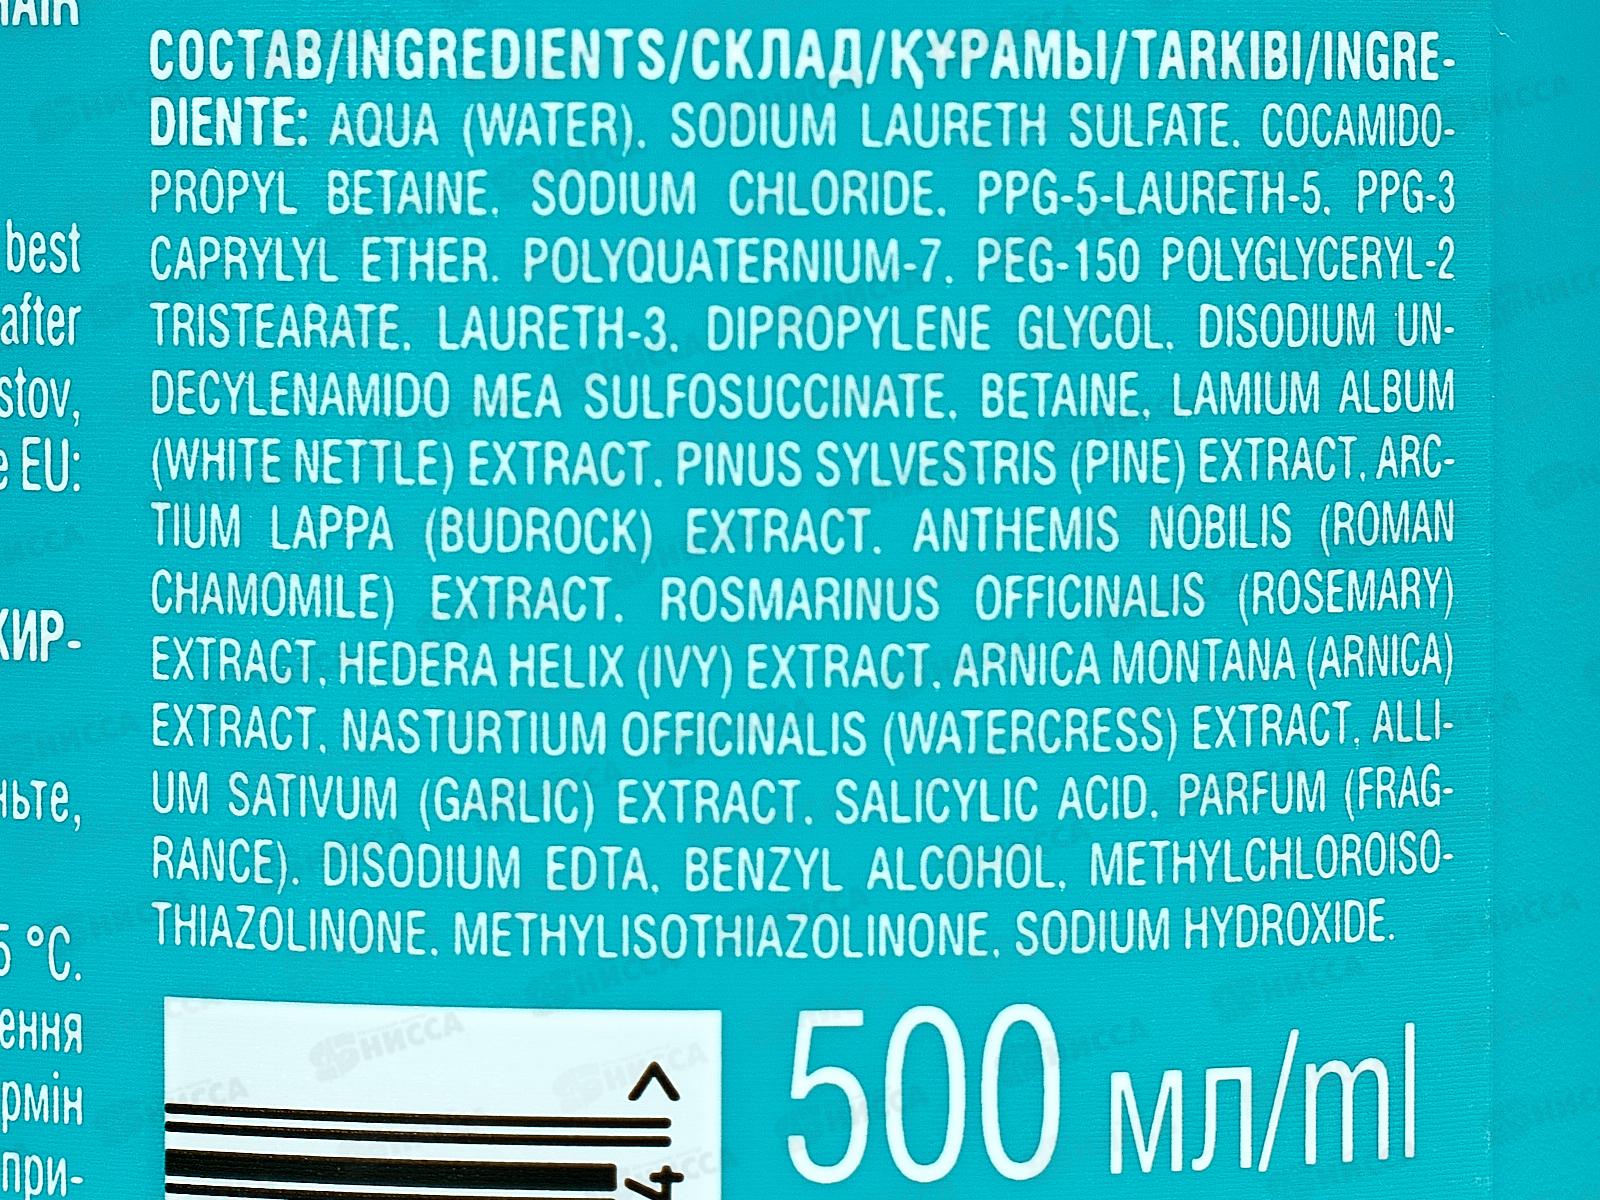 HAIR
best
after
stov,
e EU:
КИР-
ньте,
5 °C.
ення
рмін
при-
СОСТАВ/INGREDIENTS/СКЛАД/ҚҰРАМЫ/TARKIBI/INGRE-
DIENTE: AQUA (WATER), SODIUM LAURETH SULFATE, COCAMIDO-
PROPYL BETAINE, SODIUM CHLORIDE, PPG-5-LAURETH-5, PPG-3
CAPRYLYL ETHER, POLYQUATERNIUM-7, PEG-150 POLYGLYCERYL-2
TRISTEARATE, LAURETH-3, DIPROPYLENE GLYCOL, DISODIUM UN-
DECYLENAMIDO MEA SULFOSUCCINATE, BETAINE, LAMIUM ALBUM
(WHITE NETTLE) EXTRACT, PINUS SYLVESTRIS (PINE) EXTRACT, ARC-
TIUM LAPPA (BUDROCK) EXTRACT, ANTHEMIS NOBILIS (ROMAN
CHAMOMILE) EXTRACT, ROSMARINUS OFFICINALIS (ROSEMARY)
EXTRACT, HEDERA HELIX (IVY) EXTRACT, ARNICA MONTANA (ARNICA)
EXTRACT, NASTURTIUM OFFICINALIS (WATERCRESS) EXTRACT, ALLI-
UM SATIVUM (GARLIC) EXTRACT, SALICYLIC ACID, PARFUM (FRAG-
RANCE), DISODIUM EDTA, BENZYL ALCOHOL, METHYLCHLOROISO-
THIAZOLINONE, METHYLISOTHIAZOLINONE, SODIUM HYDROXIDE.
500 мл/ml
>
4
НИССА